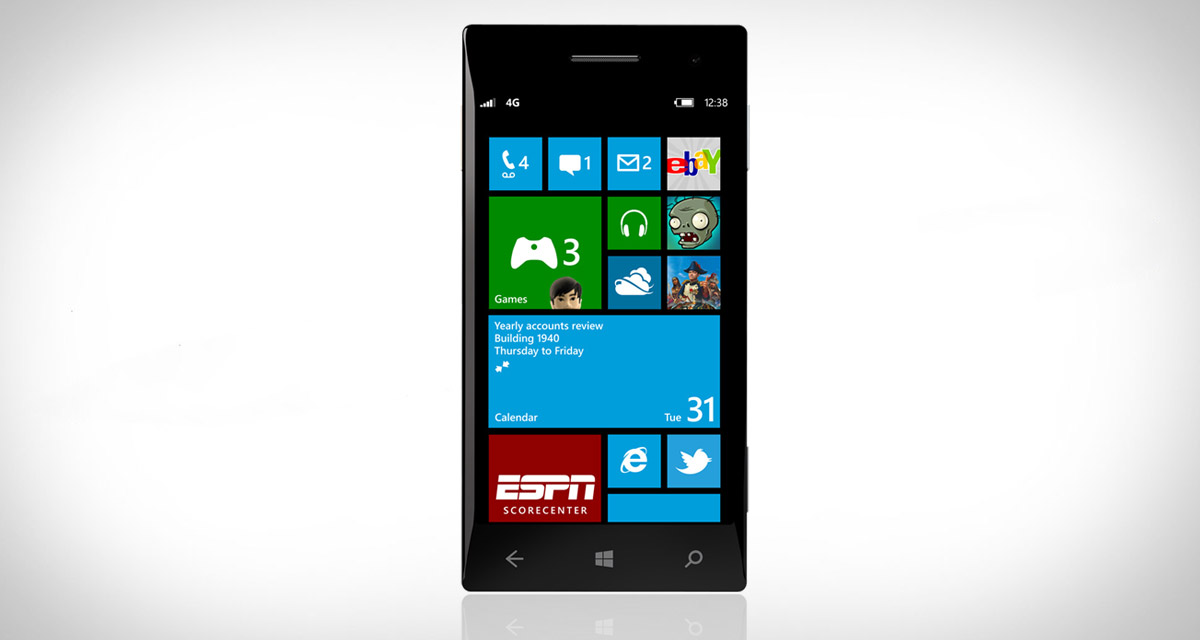 4G
12:38
4
1
2
ebaY
3
Games
Yearly accounts review
Building 1940
Thursday to Friday
Calendar
Tue 31
ESPN
SCORECENTER